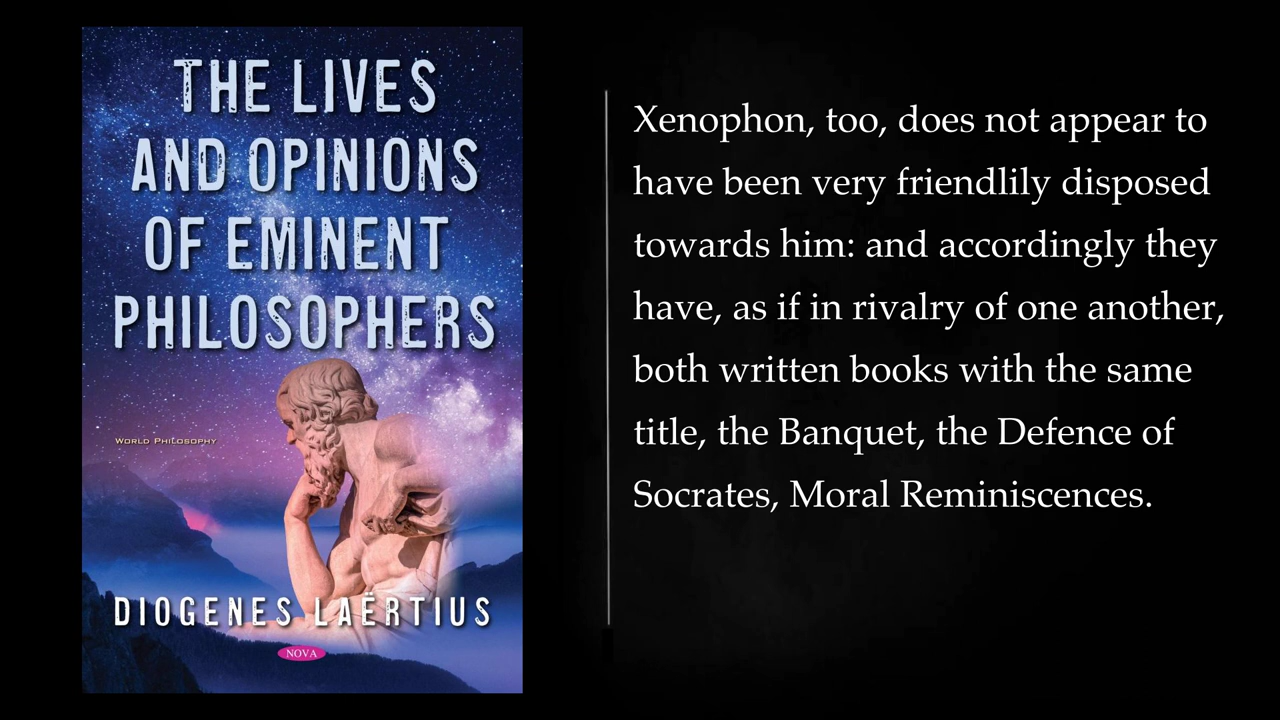 THE LIVES
AND OPINIONS
OF EMINENT
PHILOSOPHERS
WORLD PHILOSOPHY
DIOGENES LAËRTIUS
NOVA
Xenophon, too, does not appear to
have been very friendlily disposed
towards him: and accordingly they
have, as if in rivalry of one another,
both written books with the same
title, the Banquet, the Defence of
Socrates, Moral Reminiscences.